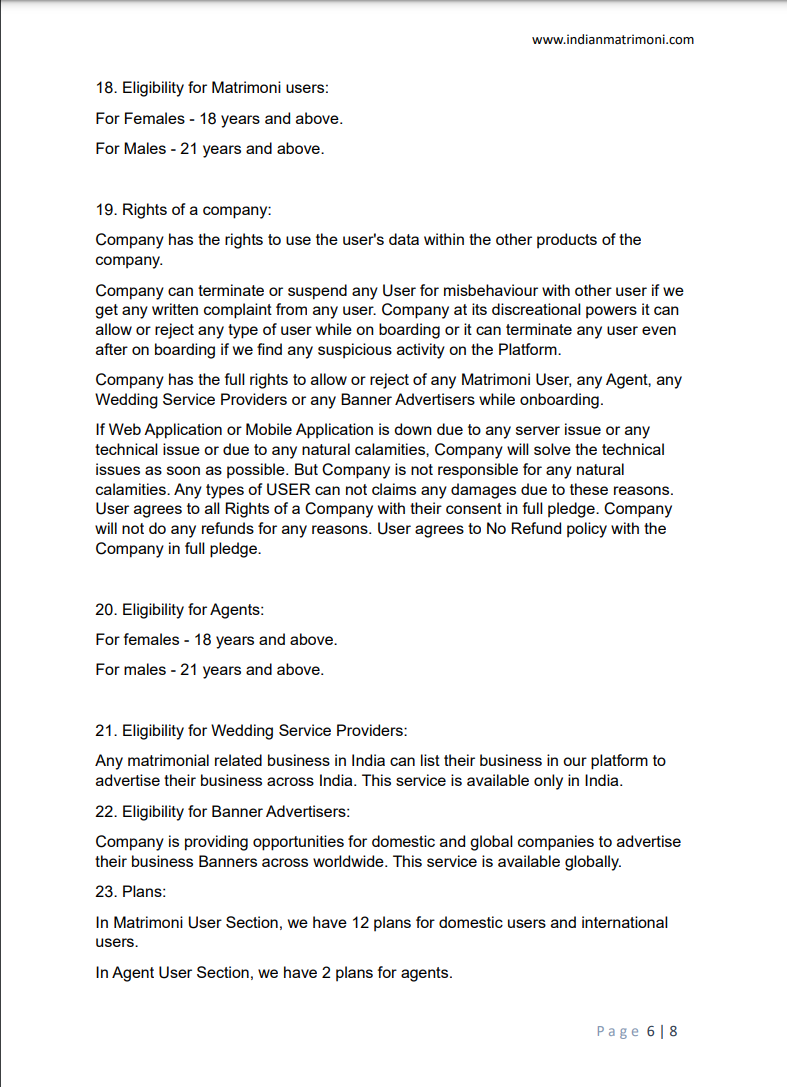 www.indianmatrimoni.com
18. Eligibility for Matrimoni users:
For Females - 18 years and above.
For Males - 21 years and above.
19. Rights of a company:
Company has the rights to use the user's data within the other products of the
company.
Company can terminate or suspend any User for misbehaviour with other user if we
get any written complaint from any user. Company at its discreational powers it can
allow or reject any type of user while on boarding or it can terminate any user even
after on boarding if we find any suspicious activity on the Platform.
Company has the full rights to allow or reject of any Matrimoni User, any Agent, any
Wedding Service Providers or any Banner Advertisers while onboarding.
If Web Application or Mobile Application is down due to any server issue or any
technical issue or due to any natural calamities, Company will solve the technical
issues as soon as possible. But Company is not responsible for any natural
calamities. Any types of USER can not claims any damages due to these reasons.
User agrees to all Rights of a Company with their consent in full pledge. Company
will not do any refunds for any reasons. User agrees to No Refund policy with the
Company in full pledge.
20. Eligibility for Agents:
For females - 18 years and above.
For males - 21 years and above.
21. Eligibility for Wedding Service Providers:
Any matrimonial related business in India can list their business in our platform to
advertise their business across India. This service is available only in India.
22. Eligibility for Banner Advertisers:
Company is providing opportunities for domestic and global companies to advertise
their business Banners across worldwide. This service is available globally.
23. Plans:
In Matrimoni User Section, we have 12 plans for domestic users and international
users.
In Agent User Section, we have 2 plans for agents.
Page 6 | 8